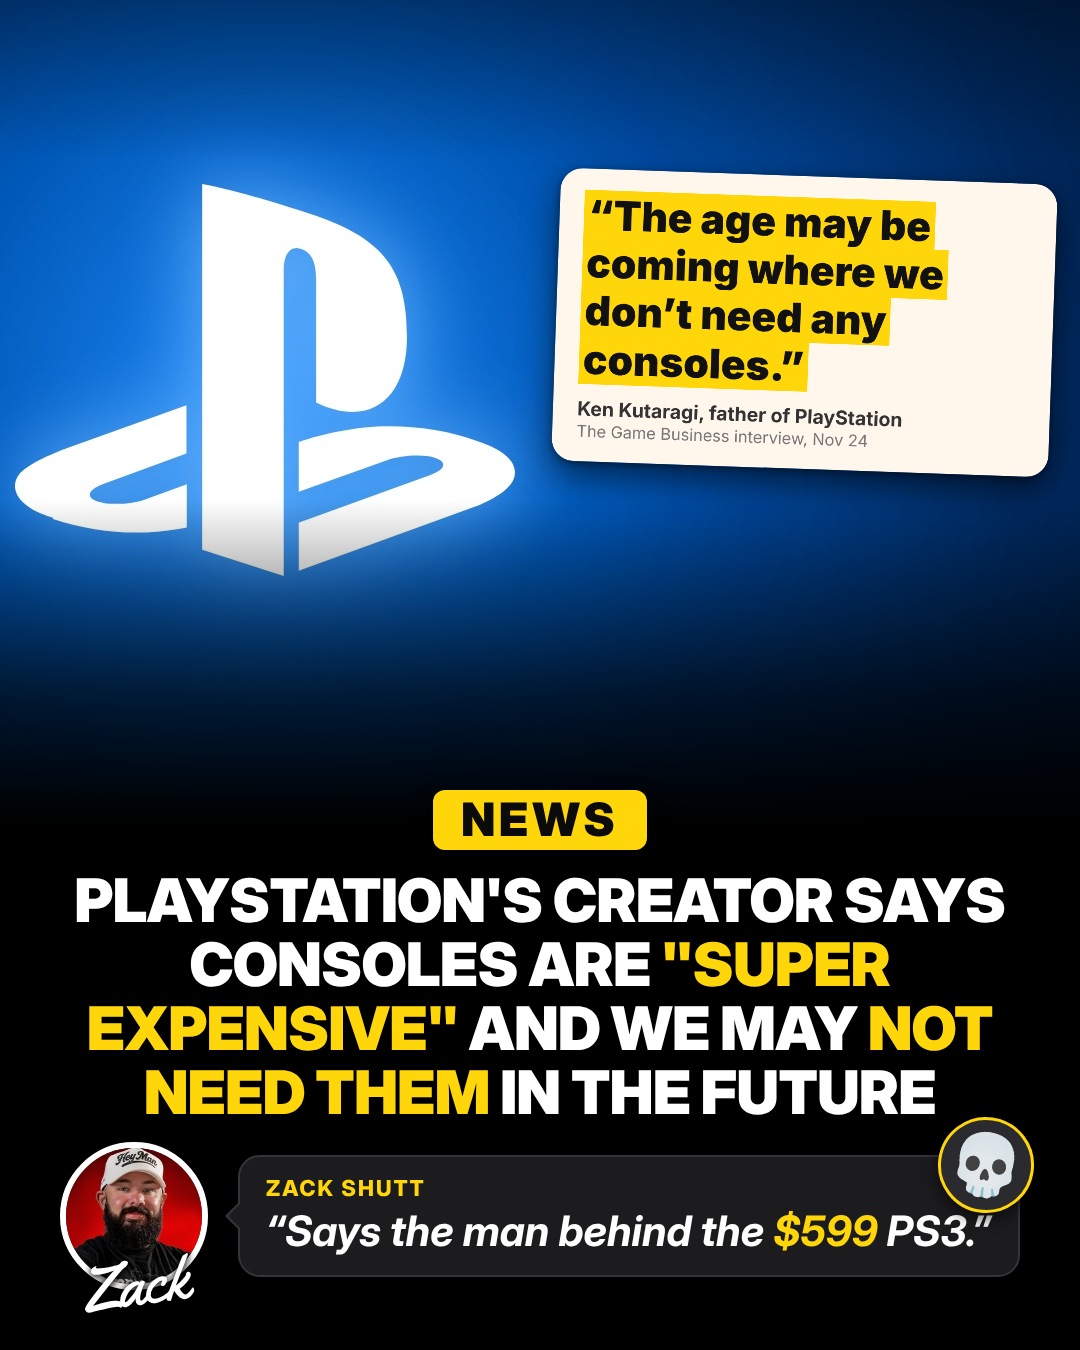 “The age may be
coming where we
don’t need any
consoles.”
Ken Kutaragi, father of PlayStation
The Game Business interview, Nov 24
NEWS
PLAYSTATION'S CREATOR SAYS
CONSOLES ARE "SUPER
EXPENSIVE" AND WE MAY NOT
NEED THEM IN THE FUTURE
Hey Man
ZACK SHUTT
“Says the man behind the $599 PS3.”
Zack